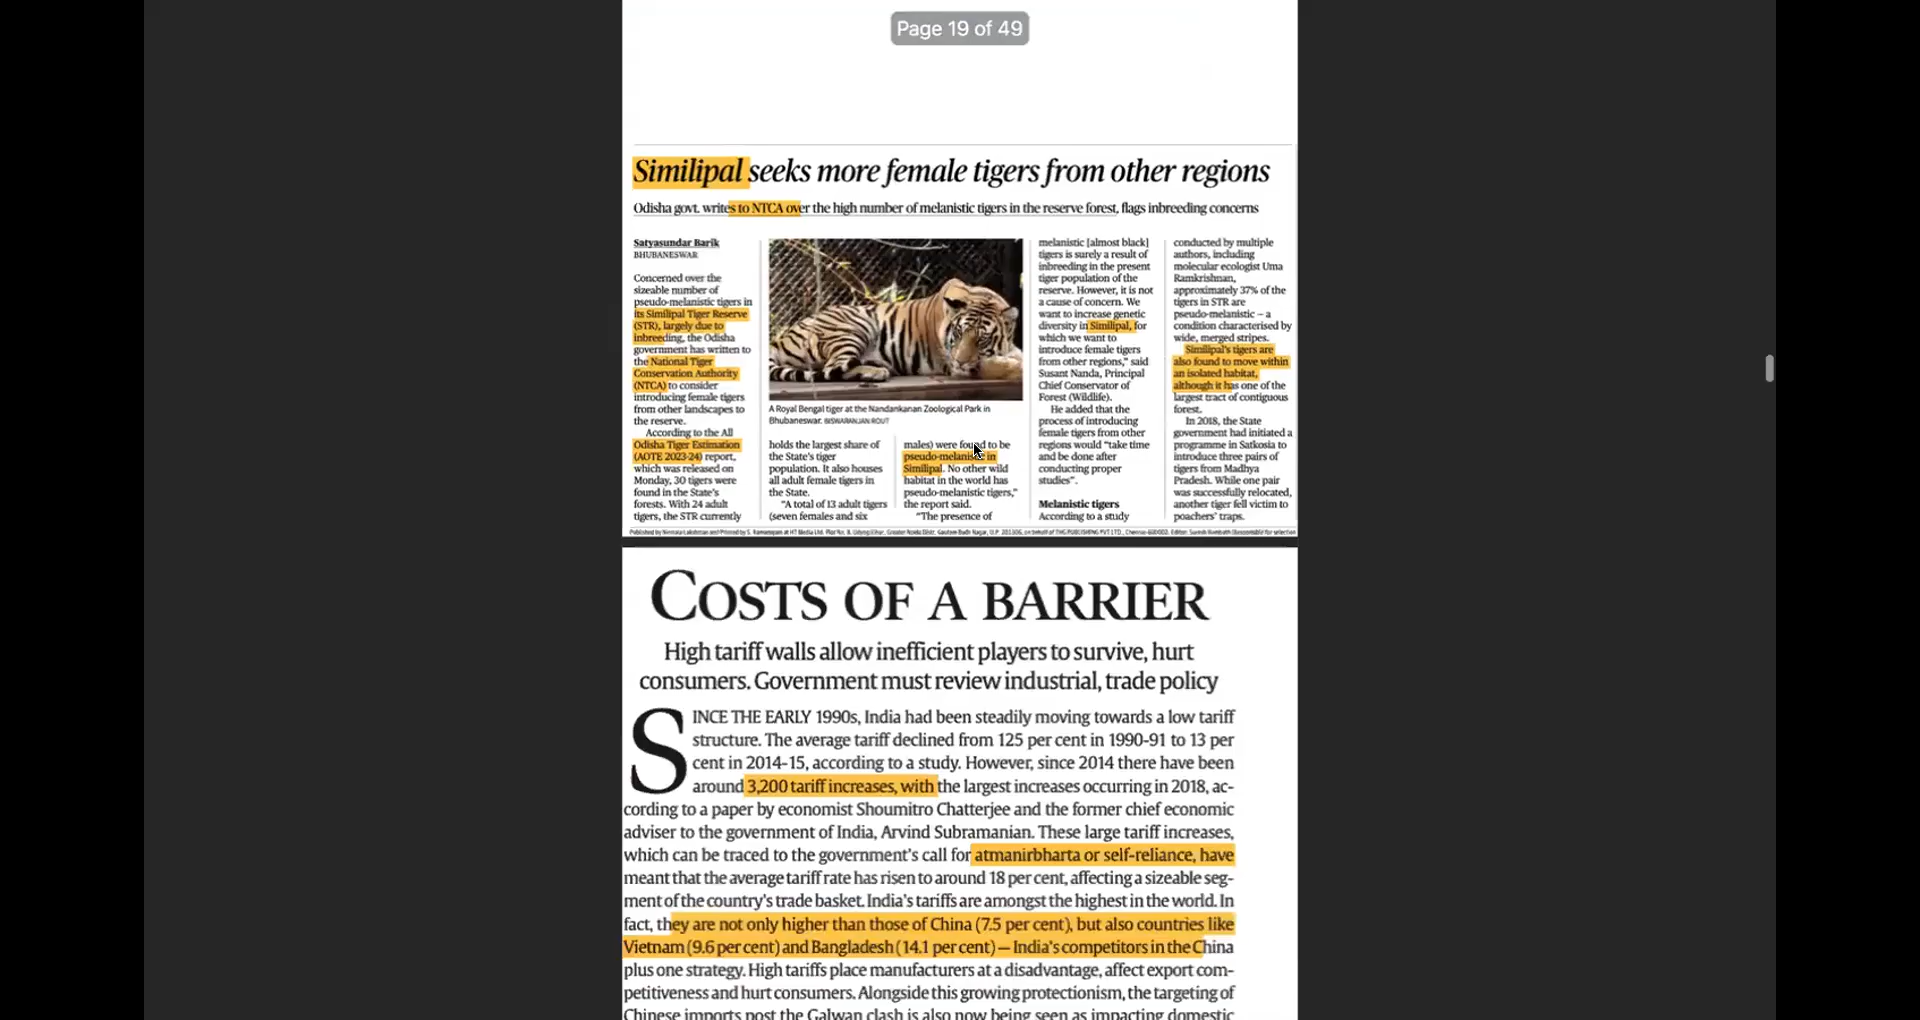 Page 19 of 49
Similipal seeks more female tigers from other regions
Odisha govt. writes to NTCA over the high number of melanistic tigers in the reserve forest, flags inbreeding concerns
Satyasundar Barik
BHUBANESWAR
Concerned over the
sizeable number of
pseudo-melanistic tigers in
its Similipal Tiger Reserve
(STR), largely due to
inbreeding, the Odisha
government has written to
the National Tiger
Conservation Authority
(NTCA) to consider
introducing female tigers
from other landscapes to
the reserve.
According to the All
Odisha Tiger Estimation
(AOTE 2023-24) report,
which was released on
Monday, 30 tigers were
found in the State's
forests. With 24 adult
tigers, the STR currently
A Royal Bengal tiger at the Nandankanan Zoological Park in
Bhubaneswar. BISWARANJAN ROUT
holds the largest share of
the State's tiger
population. It also houses
all adult female tigers in
the State.
"A total of 13 adult tigers
(seven females and six
males) were found to be
pseudo-melanistic in
Similipal. No other wild
habitat in the world has
pseudo-melanistic tigers,"
the report said.
"The presence of
melanistic [almost black]
tigers is surely a result of
inbreeding in the present
tiger population of the
reserve. However, it is not
a cause of concern. We
want to increase genetic
diversity in Similipal, for
which we want to
introduce female tigers
from other regions," said
Susant Nanda, Principal
Chief Conservator of
Forest (Wildlife).
He added that the
process of introducing
female tigers from other
regions would "take time
and be done after
conducting proper
studies".
Melanistic tigers
According to a study
conducted by multiple
authors, including
molecular ecologist Uma
Ramkrishnan,
approximately 37% of the
tigers in STR are
pseudo-melanistic – a
condition characterised by
wide, merged stripes.
Similipal's tigers are
also found to move within
an isolated habitat,
although it has one of the
largest tract of contiguous
forest.
In 2018, the State
government had initiated a
programme in Satkosia to
introduce three pairs of
tigers from Madhya
Pradesh. While one pair
was successfully relocated,
another tiger fell victim to
poachers' traps.
COSTS OF A BARRIER
High tariff walls allow inefficient players to survive, hurt
consumers. Government must review industrial, trade policy
SINCE THE EARLY 1990s, India had been steadily moving towards a low tariff
structure. The average tariff declined from 125 per cent in 1990-91 to 13 per
cent in 2014-15, according to a study. However, since 2014 there have been
around 3,200 tariff increases, with the largest increases occurring in 2018, ac-
cording to a paper by economist Shoumitro Chatterjee and the former chief economic
adviser to the government of India, Arvind Subramanian. These large tariff increases,
which can be traced to the government's call for atmanirbharta or self-reliance, have
meant that the average tariff rate has risen to around 18 per cent, affecting a sizeable seg-
ment of the country's trade basket. India's tariffs are amongst the highest in the world. In
fact, they are not only higher than those of China (7.5 per cent), but also countries like
Vietnam (9.6 per cent) and Bangladesh (14.1 per cent) — India's competitors in the China
plus one strategy. High tariffs place manufacturers at a disadvantage, affect export com-
petitiveness and hurt consumers. Alongside this growing protectionism, the targeting of
Chinese imports post the Galwan clash is also now being seen as impacting domestic